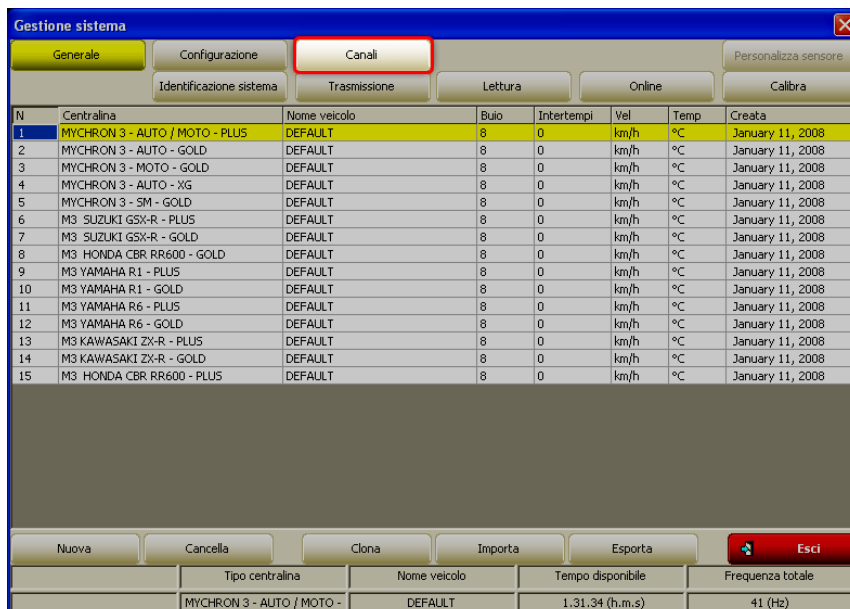 Gestione sistema
Generale Configurazione Canali Personalizza sensore
Identificazione sistema Trasmissione Lettura Online Calibra
N Centralina Nome veicolo Buio Intertempi Vel Temp Creata
1 MYCHRON 3 - AUTO / MOTO - PLUS DEFAULT 8 0 km/h °C January 11, 2008
2 MYCHRON 3 - AUTO - GOLD DEFAULT 8 0 km/h °C January 11, 2008
3 MYCHRON 3 - MOTO - GOLD DEFAULT 8 0 km/h °C January 11, 2008
4 MYCHRON 3 - AUTO - XG DEFAULT 8 0 km/h °C January 11, 2008
5 MYCHRON 3 - SM - GOLD DEFAULT 8 0 km/h °C January 11, 2008
6 M3 SUZUKI GSX-R - PLUS DEFAULT 8 0 km/h °C January 11, 2008
7 M3 SUZUKI GSX-R - GOLD DEFAULT 8 0 km/h °C January 11, 2008
8 M3 HONDA CBR RR600 - GOLD DEFAULT 8 0 km/h °C January 11, 2008
9 M3 YAMAHA R1 - PLUS DEFAULT 8 0 km/h °C January 11, 2008
10 M3 YAMAHA R1 - GOLD DEFAULT 8 0 km/h °C January 11, 2008
11 M3 YAMAHA R6 - PLUS DEFAULT 8 0 km/h °C January 11, 2008
12 M3 YAMAHA R6 - GOLD DEFAULT 8 0 km/h °C January 11, 2008
13 M3 KAWASAKI ZX-R - PLUS DEFAULT 8 0 km/h °C January 11, 2008
14 M3 KAWASAKI ZX-R - GOLD DEFAULT 8 0 km/h °C January 11, 2008
15 M3 HONDA CBR RR600 - PLUS DEFAULT 8 0 km/h °C January 11, 2008
Nuova Cancella Clona Importa Esporta Esci
Tipo centralina Nome veicolo Tempo disponibile Frequenza totale
MYCHRON 3 - AUTO / MOTO - DEFAULT 1.31.34 (h.m.s) 41 (Hz)